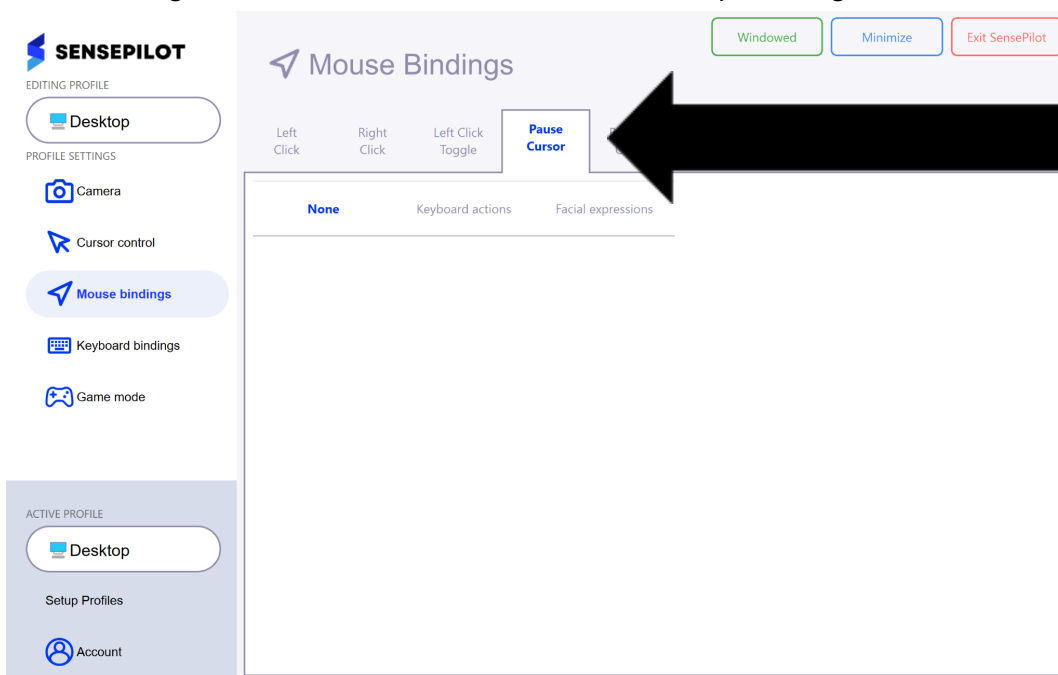 SENSEPILOT
EDITING PROFILE
Desktop
PROFILE SETTINGS
Camera
Cursor control
Mouse bindings
Keyboard bindings
Game mode
ACTIVE PROFILE
Desktop
Setup Profiles
Account
Windowed
Minimize
Exit SensePilot
Mouse Bindings
Left
Click
Right
Click
Left Click
Toggle
Pause
Cursor
None
Keyboard actions
Facial expressions